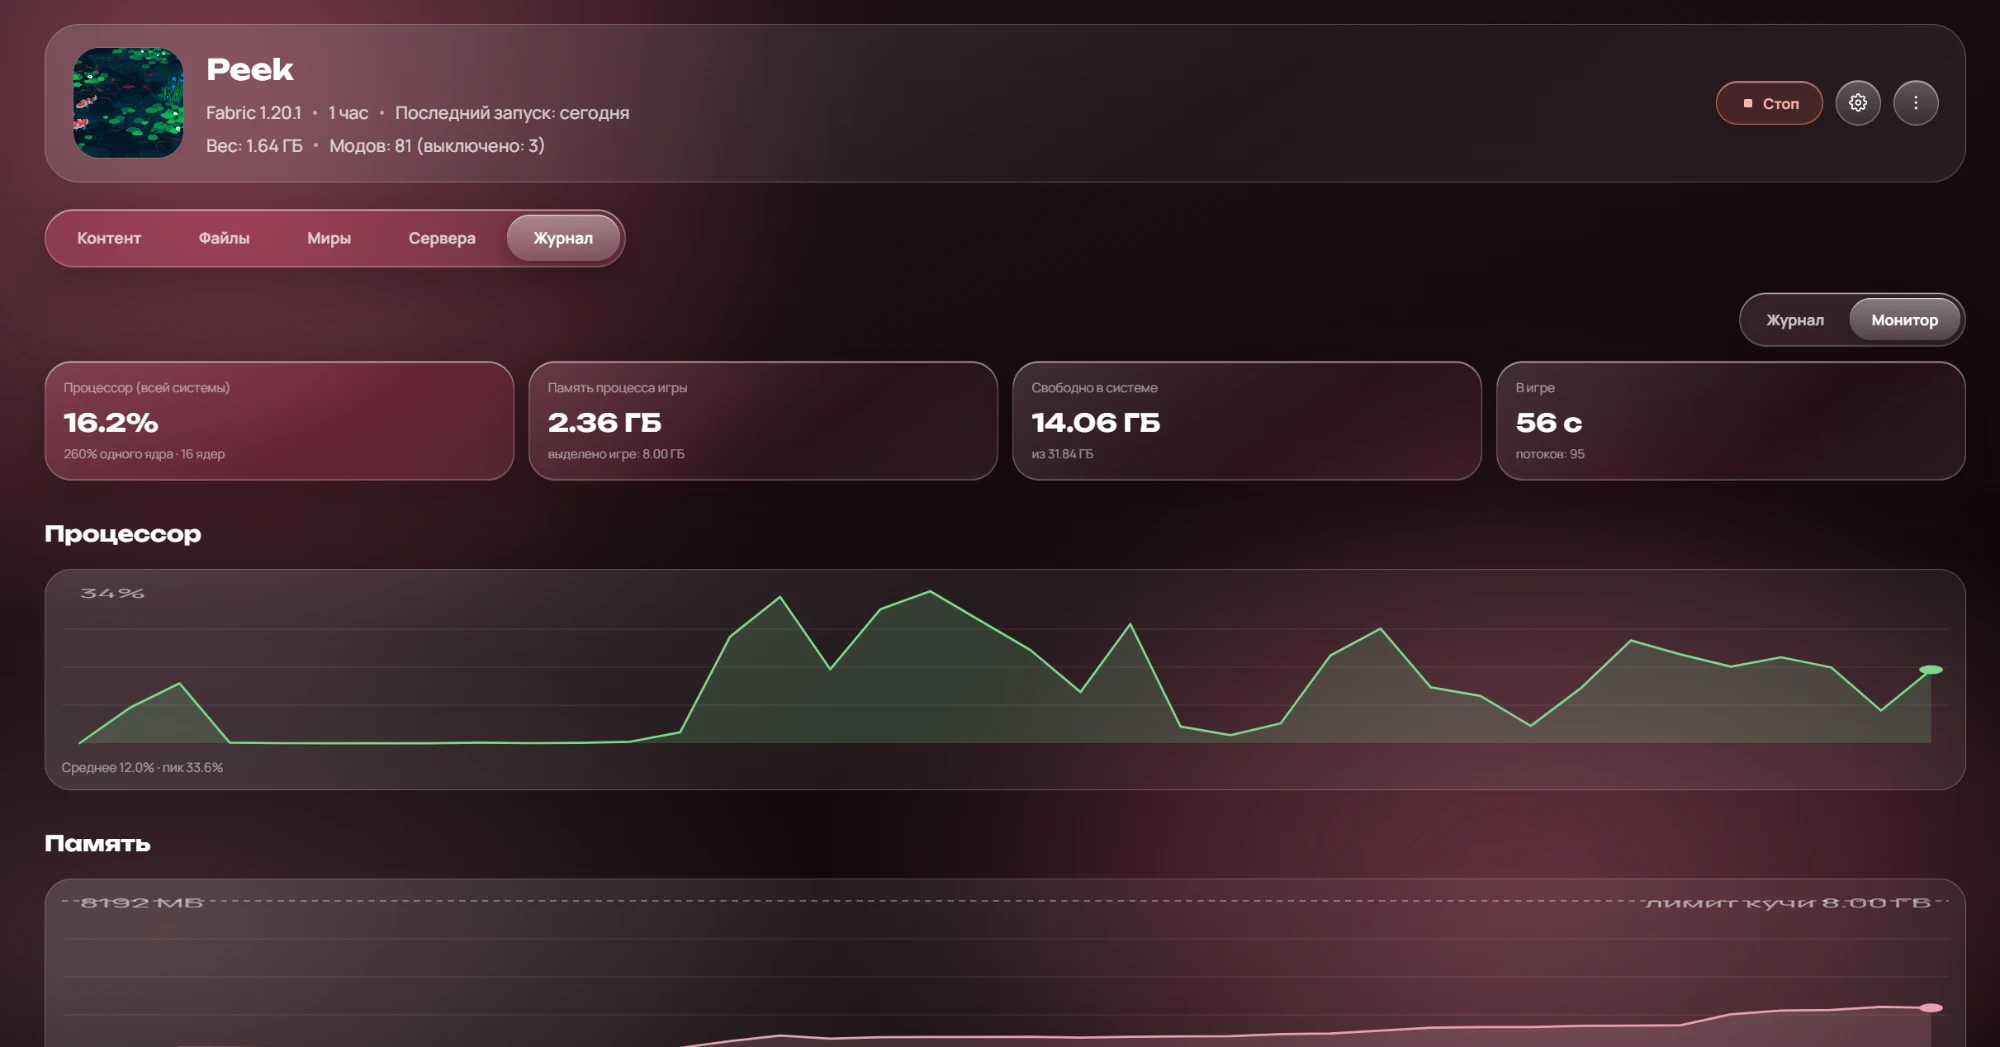 Peek
Fabric 1.20.1 • 1 час • Последний запуск: сегодня
Вес: 1.64 ГБ • Модов: 81 (выключено: 3)
Стоп
Контент Файлы Миры Сервера Журнал
Журнал Монитор
Процессор (всей системы)
16.2%
260% одного ядра · 16 ядер
Память процесса игры
2.36 ГБ
выделено игре: 8.00 ГБ
Свободно в системе
14.06 ГБ
из 31.84 ГБ
В игре
56 с
потоков: 95
Процессор
34%
Среднее 12.0% · пик 33.6%
Память
8192 МБ
лимит кучи 8.00 ГБ